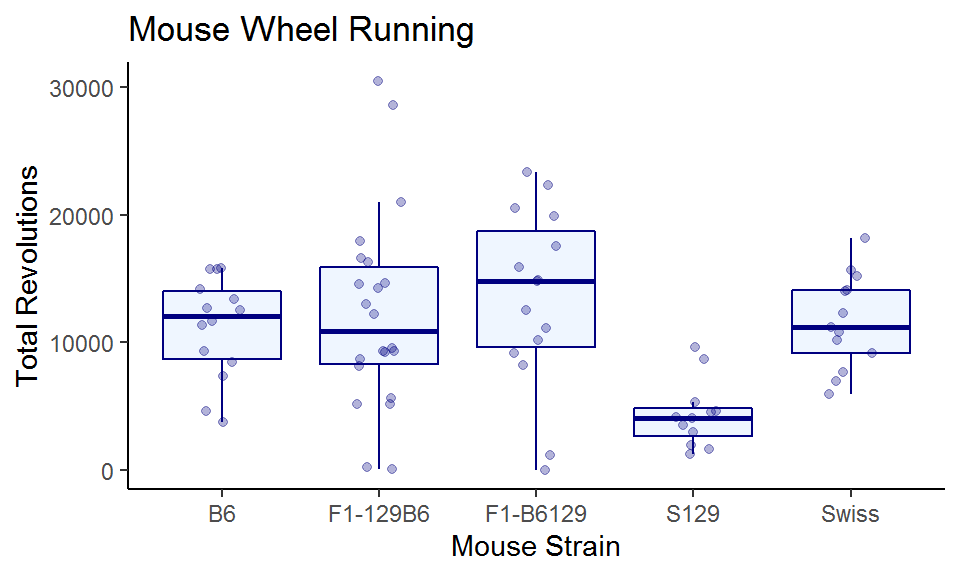 Mouse Wheel Running
Total Revolutions
30000
20000
10000
0
B6 F1-129B6 F1-B6129 S129 Swiss
Mouse Strain